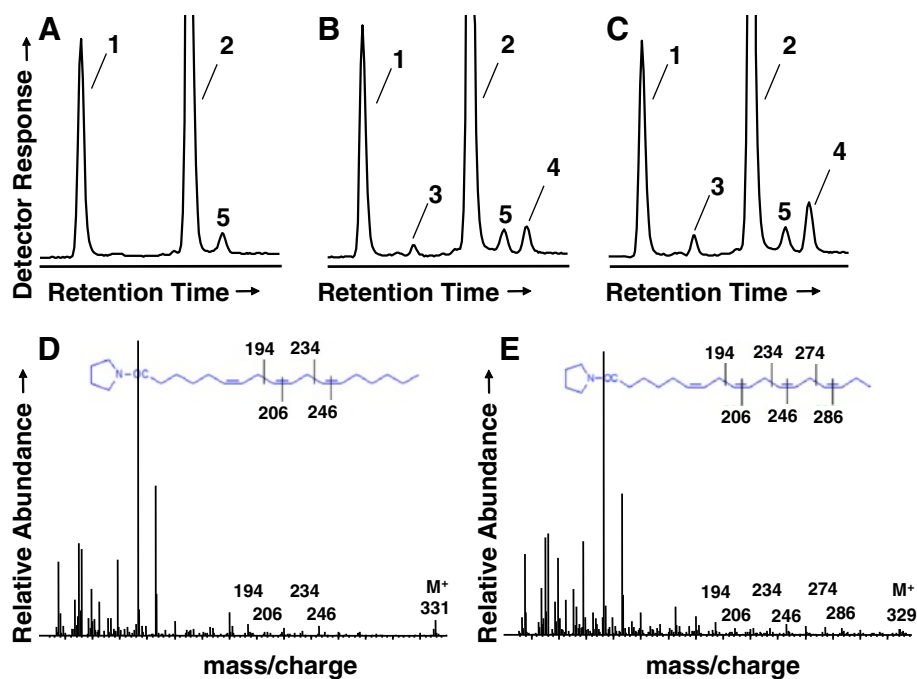 A
1
2
5
Detector Response →
Retention Time →
B
1
2
3
4
5
Retention Time →
C
1
2
3
4
5
Retention Time →
D
194 234
N OC
206 246
Relative Abundance →
194 234
206 246
M+
331
mass/charge
E
194 234 274
N OC
206 246 286
Relative Abundance →
194 234 274
206 246 286
M+
329
mass/charge